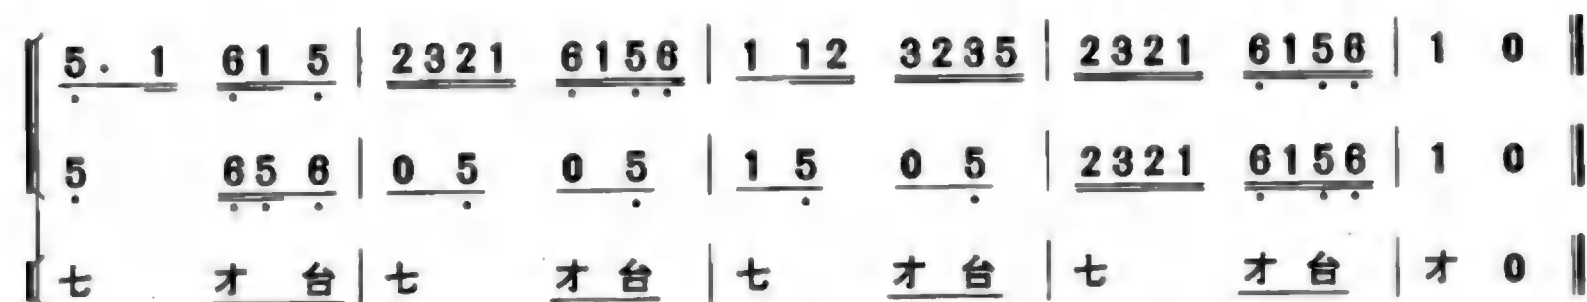 5· 1 61 5 | 2321 6156 | 1 12 3235 | 2321 6156 | 1 0 ‖
5 65 6 | 0 5 0 5 | 1 5 0 5 | 2321 6156 | 1 0 ‖
七 才 台 | 七 才 台 | 七 才 台 | 七 才 台 | 才 0 ‖